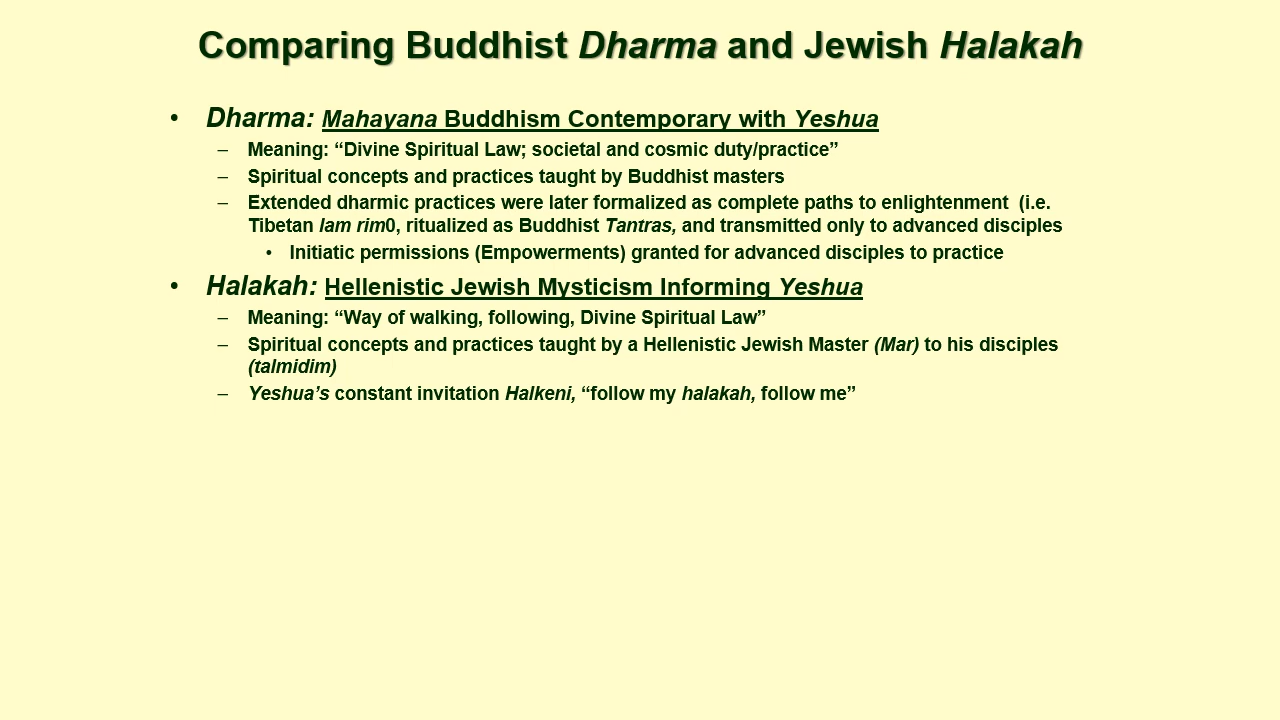 Comparing Buddhist Dharma and Jewish Halakah
• Dharma: Mahayana Buddhism Contemporary with Yeshua
– Meaning: “Divine Spiritual Law; societal and cosmic duty/practice”
– Spiritual concepts and practices taught by Buddhist masters
– Extended dharmic practices were later formalized as complete paths to enlightenment  (i.e.
Tibetan lam rim0, ritualized as Buddhist Tantras, and transmitted only to advanced disciples
• Initiatic permissions (Empowerments) granted for advanced disciples to practice
• Halakah: Hellenistic Jewish Mysticism Informing Yeshua
– Meaning: “Way of walking, following, Divine Spiritual Law”
– Spiritual concepts and practices taught by a Hellenistic Jewish Master (Mar) to his disciples
(talmidim)
– Yeshua’s constant invitation Halkeni, “follow my halakah, follow me”